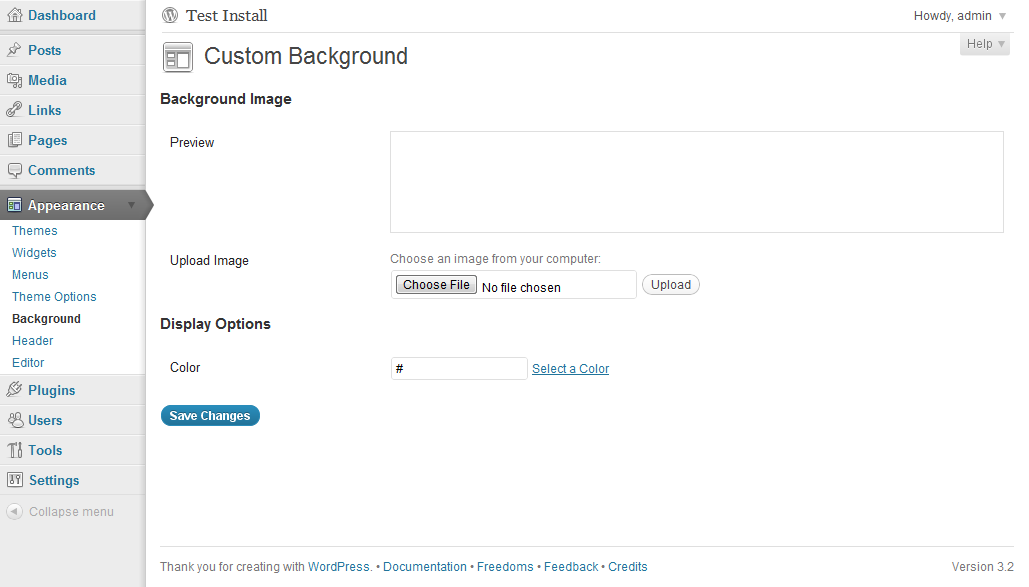 Dashboard
Posts
Media
Links
Pages
Comments
Appearance
Themes
Widgets
Menus
Theme Options
Background
Header
Editor
Plugins
Users
Tools
Settings
Collapse menu
Test Install
Howdy, admin
Help
Custom Background
Background Image
Preview
Upload Image
Choose an image from your computer:
Choose File No file chosen Upload
Display Options
Color # Select a Color
Save Changes
Thank you for creating with WordPress. • Documentation • Freedoms • Feedback • Credits
Version 3.2